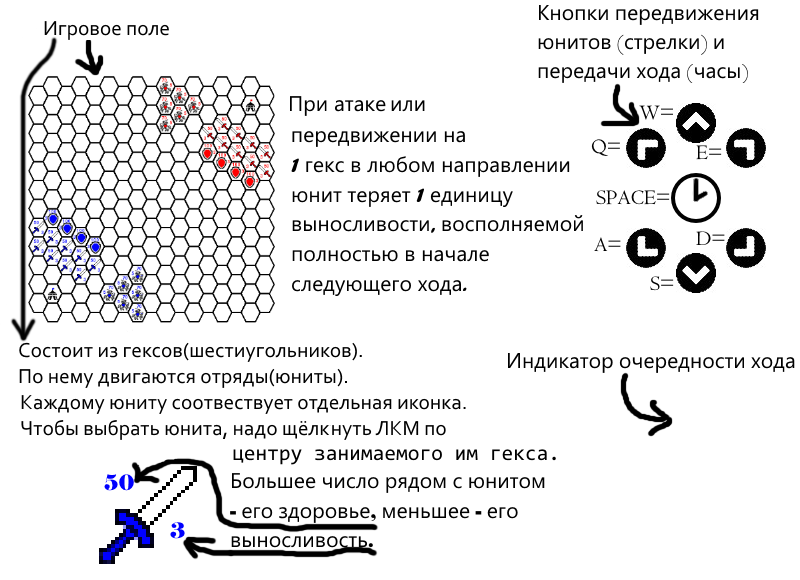 Игровое поле
Кнопки передвижения
юнитов (стрелки) и
передачи хода (часы)
W=
Q=
E=
SPACE=
A=
D=
S=
При атаке или
передвижении на
1 гекс в любом направлении
юнит теряет 1 единицу
выносливости, восполняемой
полностью в начале
следующего хода.
Индикатор очередности хода
Состоит из гексов(шестиугольников).
По нему двигаются отряды(юниты).
Каждому юниту соотвествует отдельная иконка.
Чтобы выбрать юнита, надо щёлкнуть ЛКМ по
центру занимаемого им гекса.
Большее число рядом с юнитом
- его здоровье, меньшее - его
выносливость.
50
3